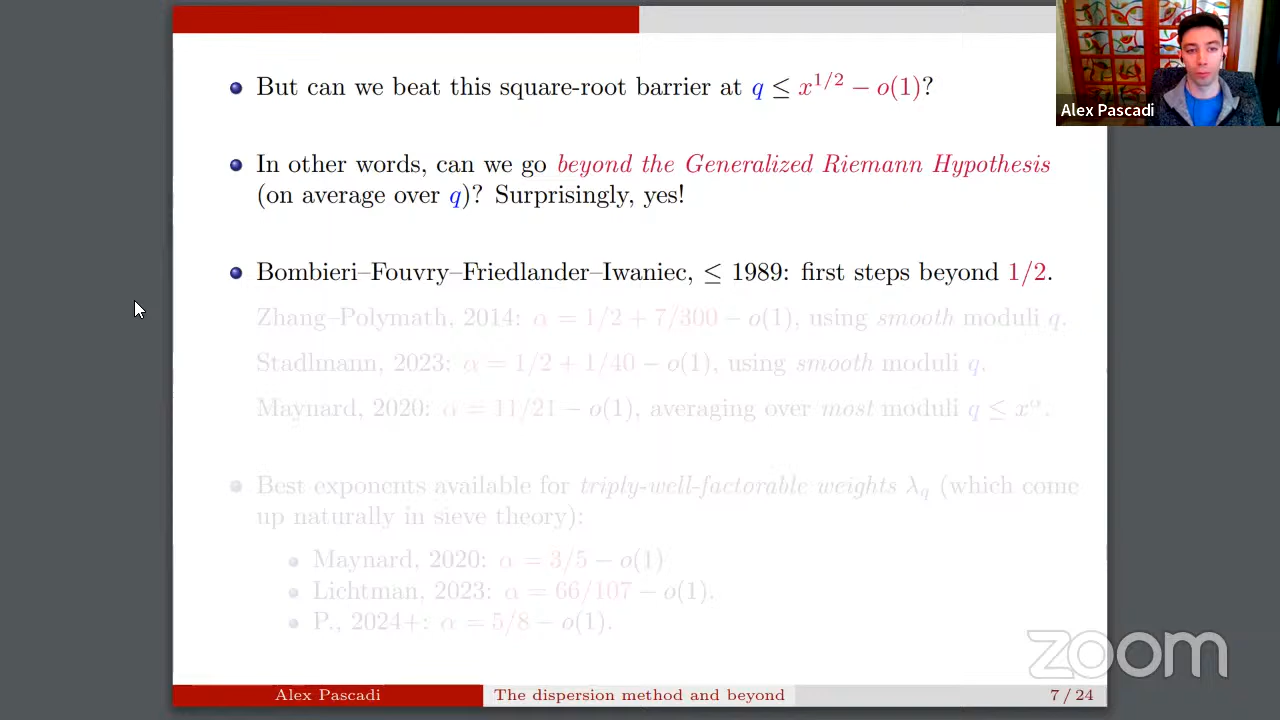 But can we beat this square-root barrier at q ≤ x^{1/2} − o(1)?
In other words, can we go beyond the Generalized Riemann Hypothesis
(on average over q)? Surprisingly, yes!
Bombieri–Fouvry–Friedlander–Iwaniec, ≤ 1989: first steps beyond 1/2.
Zhang–Polymath, 2014: α = 1/2 + 7/300 − o(1), using smooth moduli q.
Stadlmann, 2023: α = 1/2 + 1/40 − o(1), using smooth moduli q.
Maynard, 2020: α = 11/21 − o(1), averaging over most moduli q ≤ x^α.
Best exponents available for triply-well-factorable weights λ_q (which come
up naturally in sieve theory):
Maynard, 2020: α = 3/5 − o(1)
Lichtman, 2023: α = 66/107 − o(1).
P., 2024+: α = 5/8 − o(1).
Alex Pascadi
The dispersion method and beyond
7 / 24
Alex Pascadi
zoom